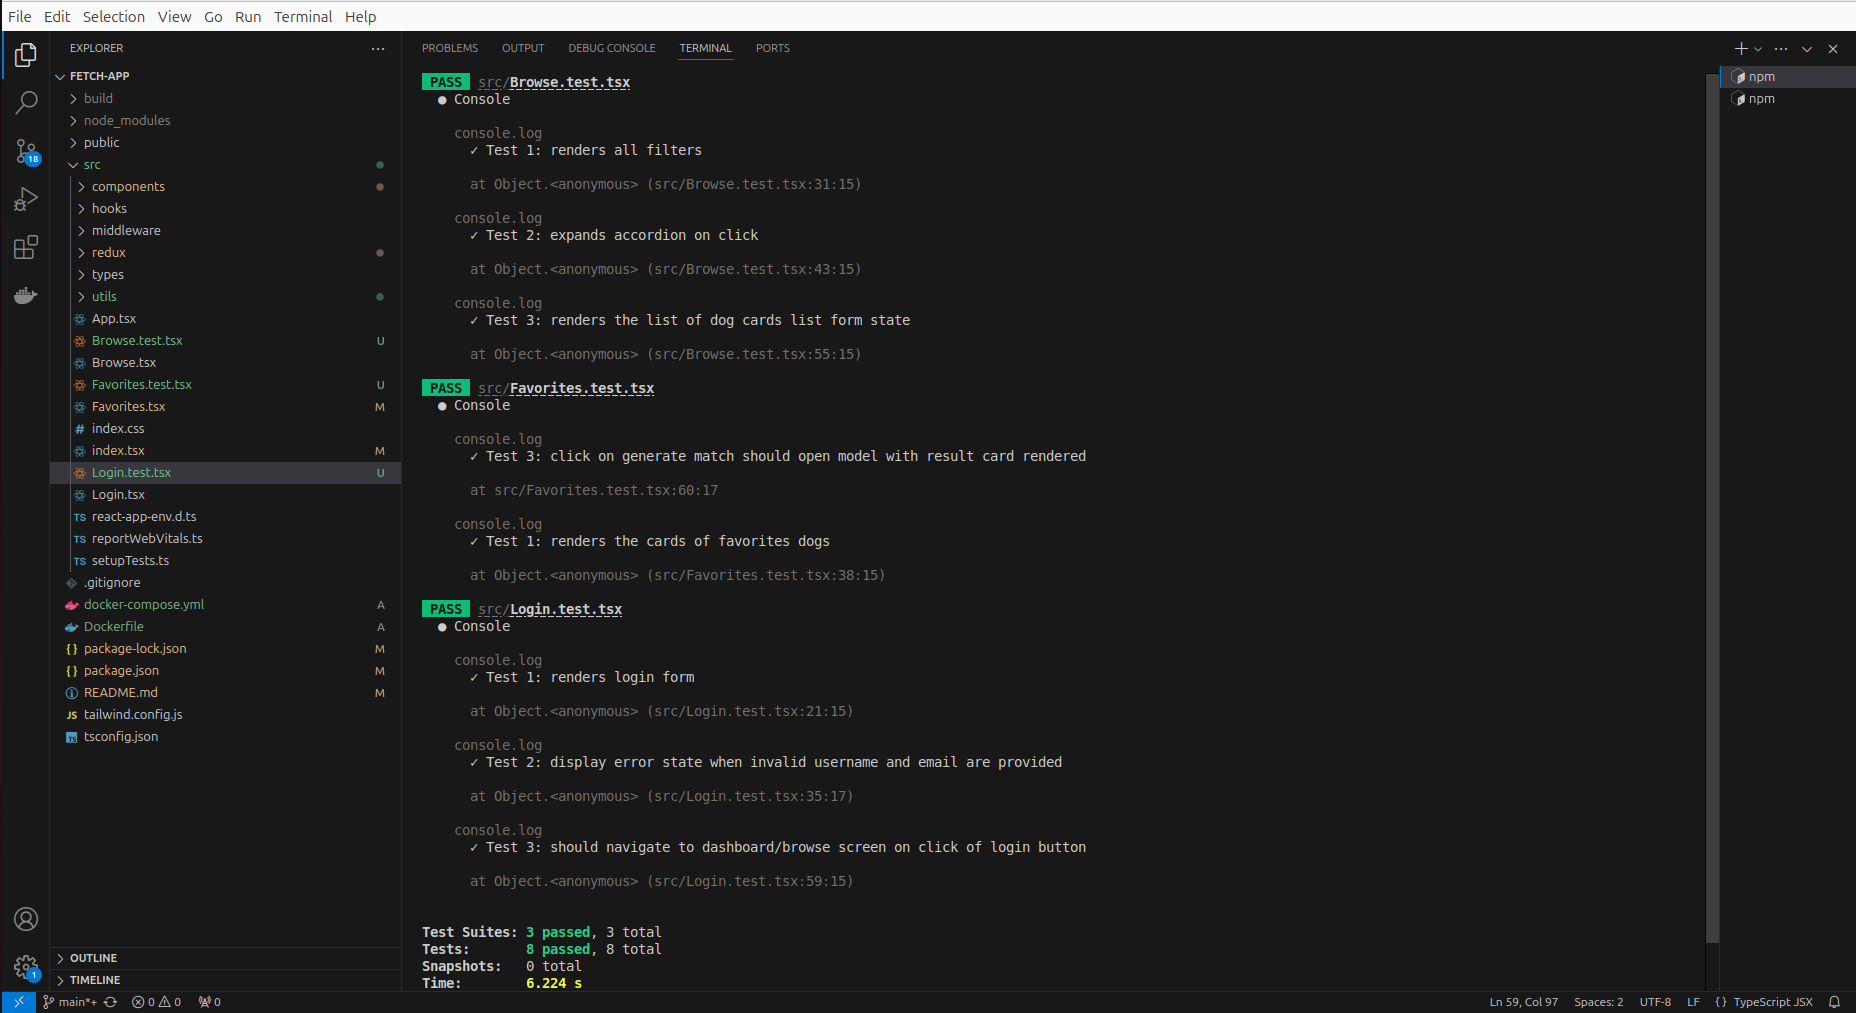 File Edit Selection View Go Run Terminal Help
EXPLORER
FETCH-APP
build
node_modules
public
src
components
hooks
middleware
redux
types
utils
App.tsx
Browse.test.tsx U
Browse.tsx
Favorites.test.tsx U
Favorites.tsx M
# index.css
index.tsx M
Login.test.tsx U
Login.tsx
TS react-app-env.d.ts
TS reportWebVitals.ts
TS setupTests.ts
.gitignore
docker-compose.yml A
Dockerfile A
{} package-lock.json M
{} package.json M
README.md M
JS tailwind.config.js
TS tsconfig.json
OUTLINE
TIMELINE
18
1
PROBLEMS OUTPUT DEBUG CONSOLE TERMINAL PORTS
PASS src/Browse.test.tsx
● Console
console.log
✓ Test 1: renders all filters
at Object.<anonymous> (src/Browse.test.tsx:31:15)
console.log
✓ Test 2: expands accordion on click
at Object.<anonymous> (src/Browse.test.tsx:43:15)
console.log
✓ Test 3: renders the list of dog cards list form state
at Object.<anonymous> (src/Browse.test.tsx:55:15)
PASS src/Favorites.test.tsx
● Console
console.log
✓ Test 3: click on generate match should open model with result card rendered
at src/Favorites.test.tsx:60:17
console.log
✓ Test 1: renders the cards of favorites dogs
at Object.<anonymous> (src/Favorites.test.tsx:38:15)
PASS src/Login.test.tsx
● Console
console.log
✓ Test 1: renders login form
at Object.<anonymous> (src/Login.test.tsx:21:15)
console.log
✓ Test 2: display error state when invalid username and email are provided
at Object.<anonymous> (src/Login.test.tsx:35:17)
console.log
✓ Test 3: should navigate to dashboard/browse screen on click of login button
at Object.<anonymous> (src/Login.test.tsx:59:15)
Test Suites: 3 passed, 3 total
Tests: 8 passed, 8 total
Snapshots: 0 total
Time: 6.224 s
npm
npm
main*+ 0 0 0
Ln 59, Col 97 Spaces: 2 UTF-8 LF {} TypeScript JSX